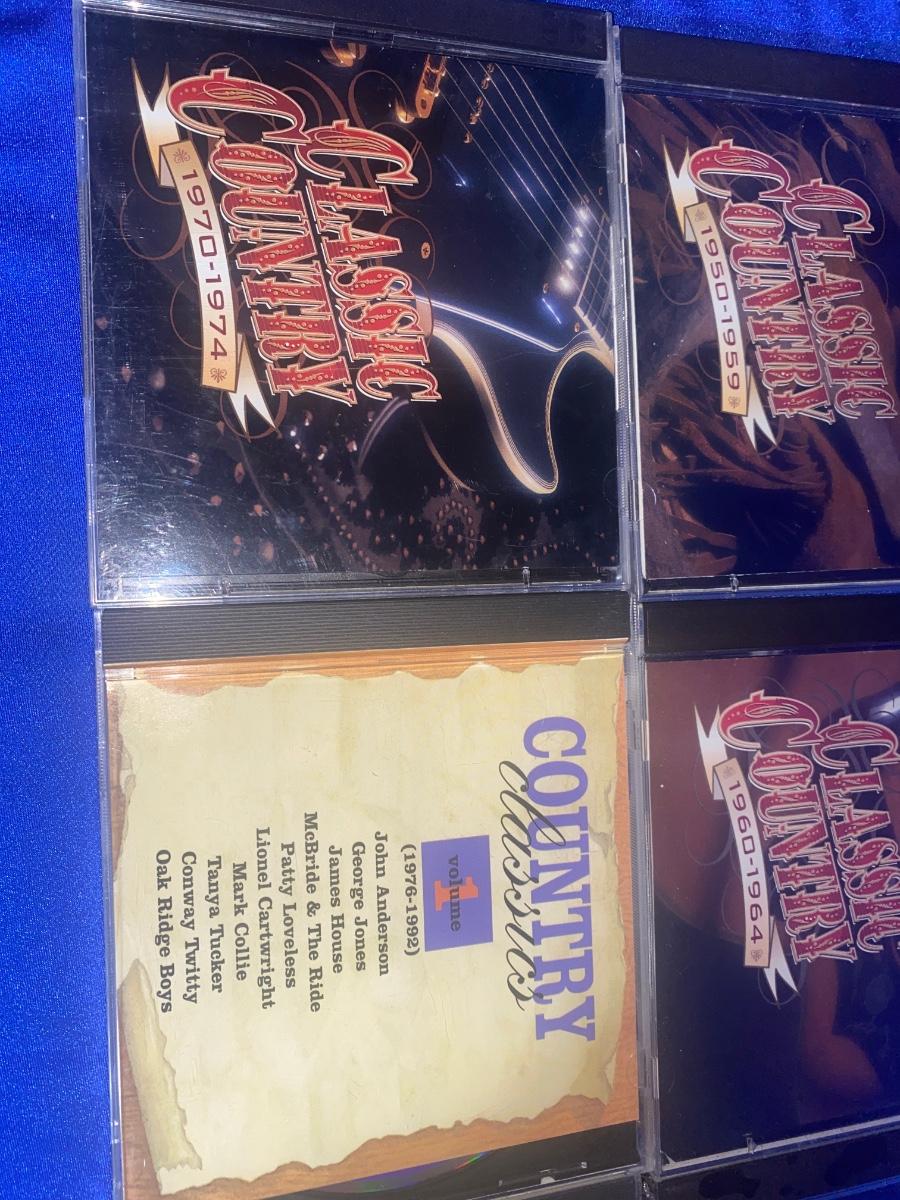 CLASSIC
COUNTRY
1970-1974
CLASSIC
COUNTRY
1950-1959
COUNTRY
classics
volume
1
(1976-1992)
John Anderson
George Jones
James House
McBride & The Ride
Patty Loveless
Lionel Cartwright
Mark Collie
Tanya Tucker
Conway Twitty
Oak Ridge Boys
CLASSIC
COUNTRY
1960-1964